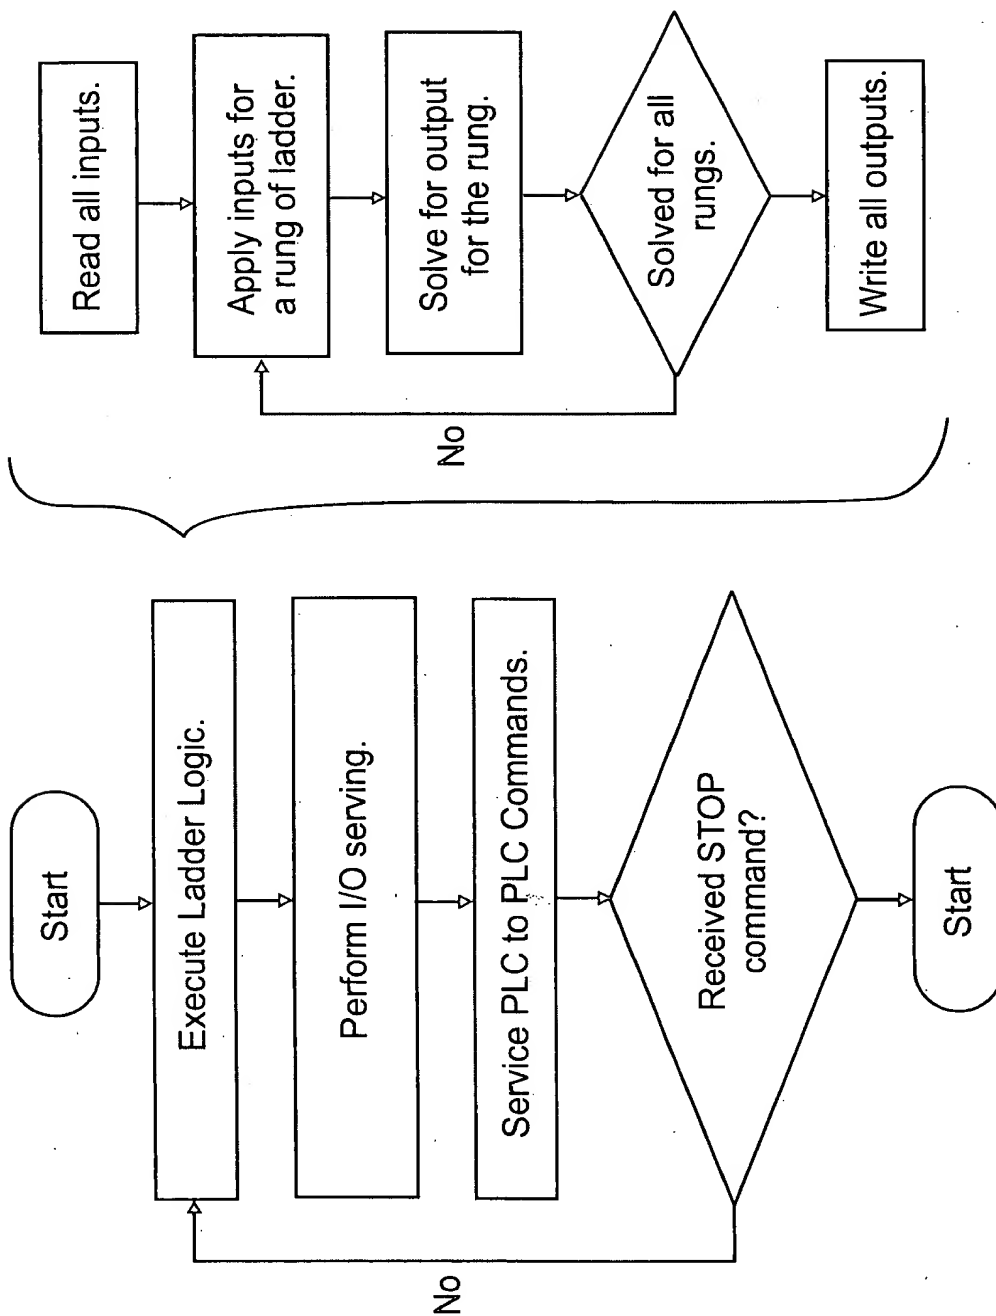 Start
Execute Ladder Logic.
Perform I/O serving.
Service PLC to PLC Commands.
Received STOP
command?
No
Start
Read all inputs.
Apply inputs for
a rung of ladder.
Solve for output
for the rung.
Solved for all
rungs.
No
Write all outputs.